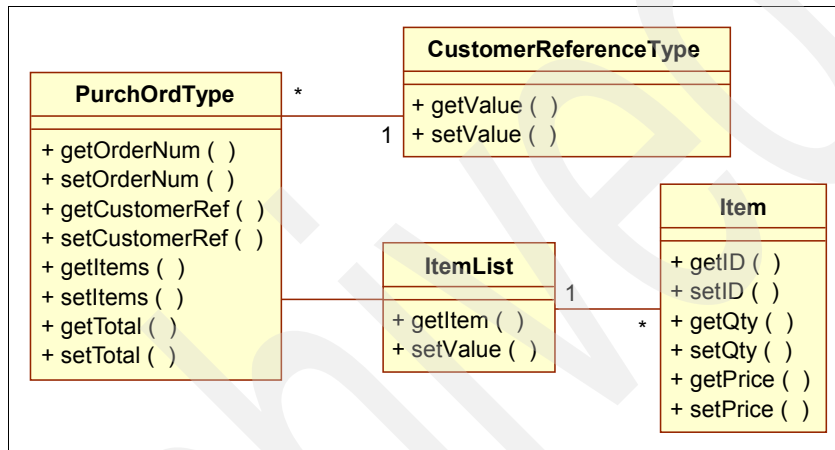 PurchOrdType
+ getOrderNum ( )
+ setOrderNum ( )
+ getCustomerRef ( )
+ setCustomerRef ( )
+ getItems ( )
+ setItems ( )
+ getTotal ( )
+ setTotal ( )
*
1
CustomerReferenceType
+ getValue ( )
+ setValue ( )
ItemList
+ getItem ( )
+ setValue ( )
1
*
Item
+ getID ( )
+ setID ( )
+ getQty ( )
+ setQty ( )
+ getPrice ( )
+ setPrice ( )